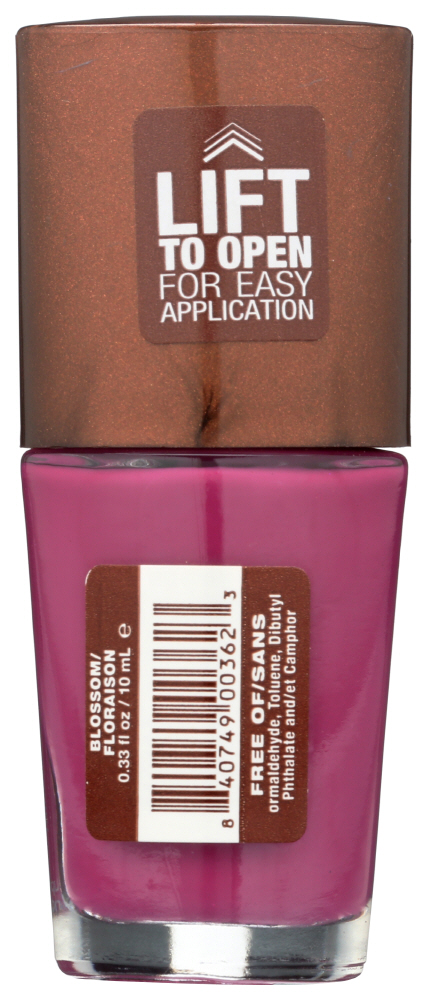 LIFT
TO OPEN
FOR EASY
APPLICATION
BLOSSOM/
FLORAISON
0.33 fl oz / 10 mL e
8 40749 00362 3
FREE OF/SANS
ormaldehyde, Toluene, Dibutyl
Phthalate and/et Camphor